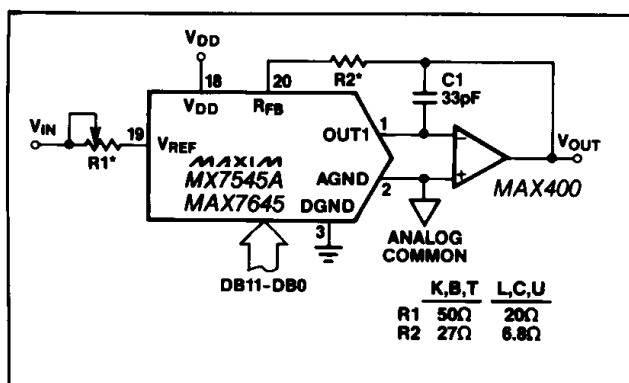 VDD
18
20
R2*
C1
33pF
VIN
R1*
19
VDD
RFB
VREF
OUT1
1
MAXIM
MX7545A
MAX7645
AGND
2
DGND
3
DB11-DB0
-
+
VOUT
MAX400
ANALOG
COMMON
K,B,T L,C,U
R1 50Ω 20Ω
R2 27Ω 6.8Ω